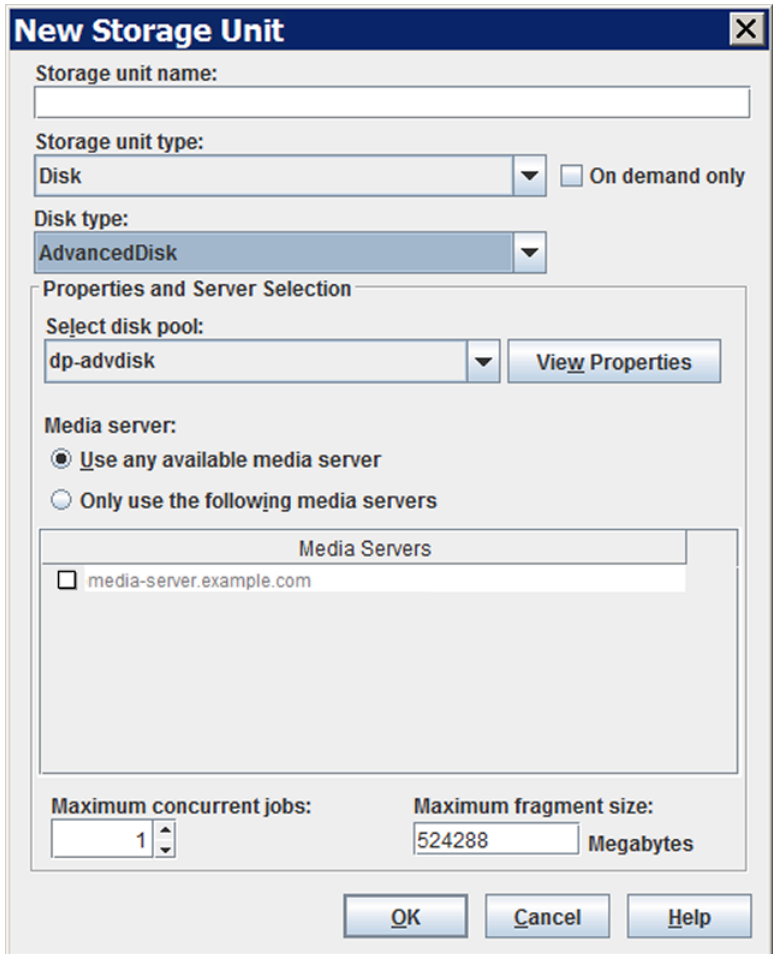 New Storage Unit
Storage unit name:
Storage unit type:
Disk
On demand only
Disk type:
AdvancedDisk
Properties and Server Selection
Select disk pool:
dp-advdisk
View Properties
Media server:
Use any available media server
Only use the following media servers
Media Servers
media-server.example.com
Maximum concurrent jobs:
Maximum fragment size:
1
524288
Megabytes
OK
Cancel
Help